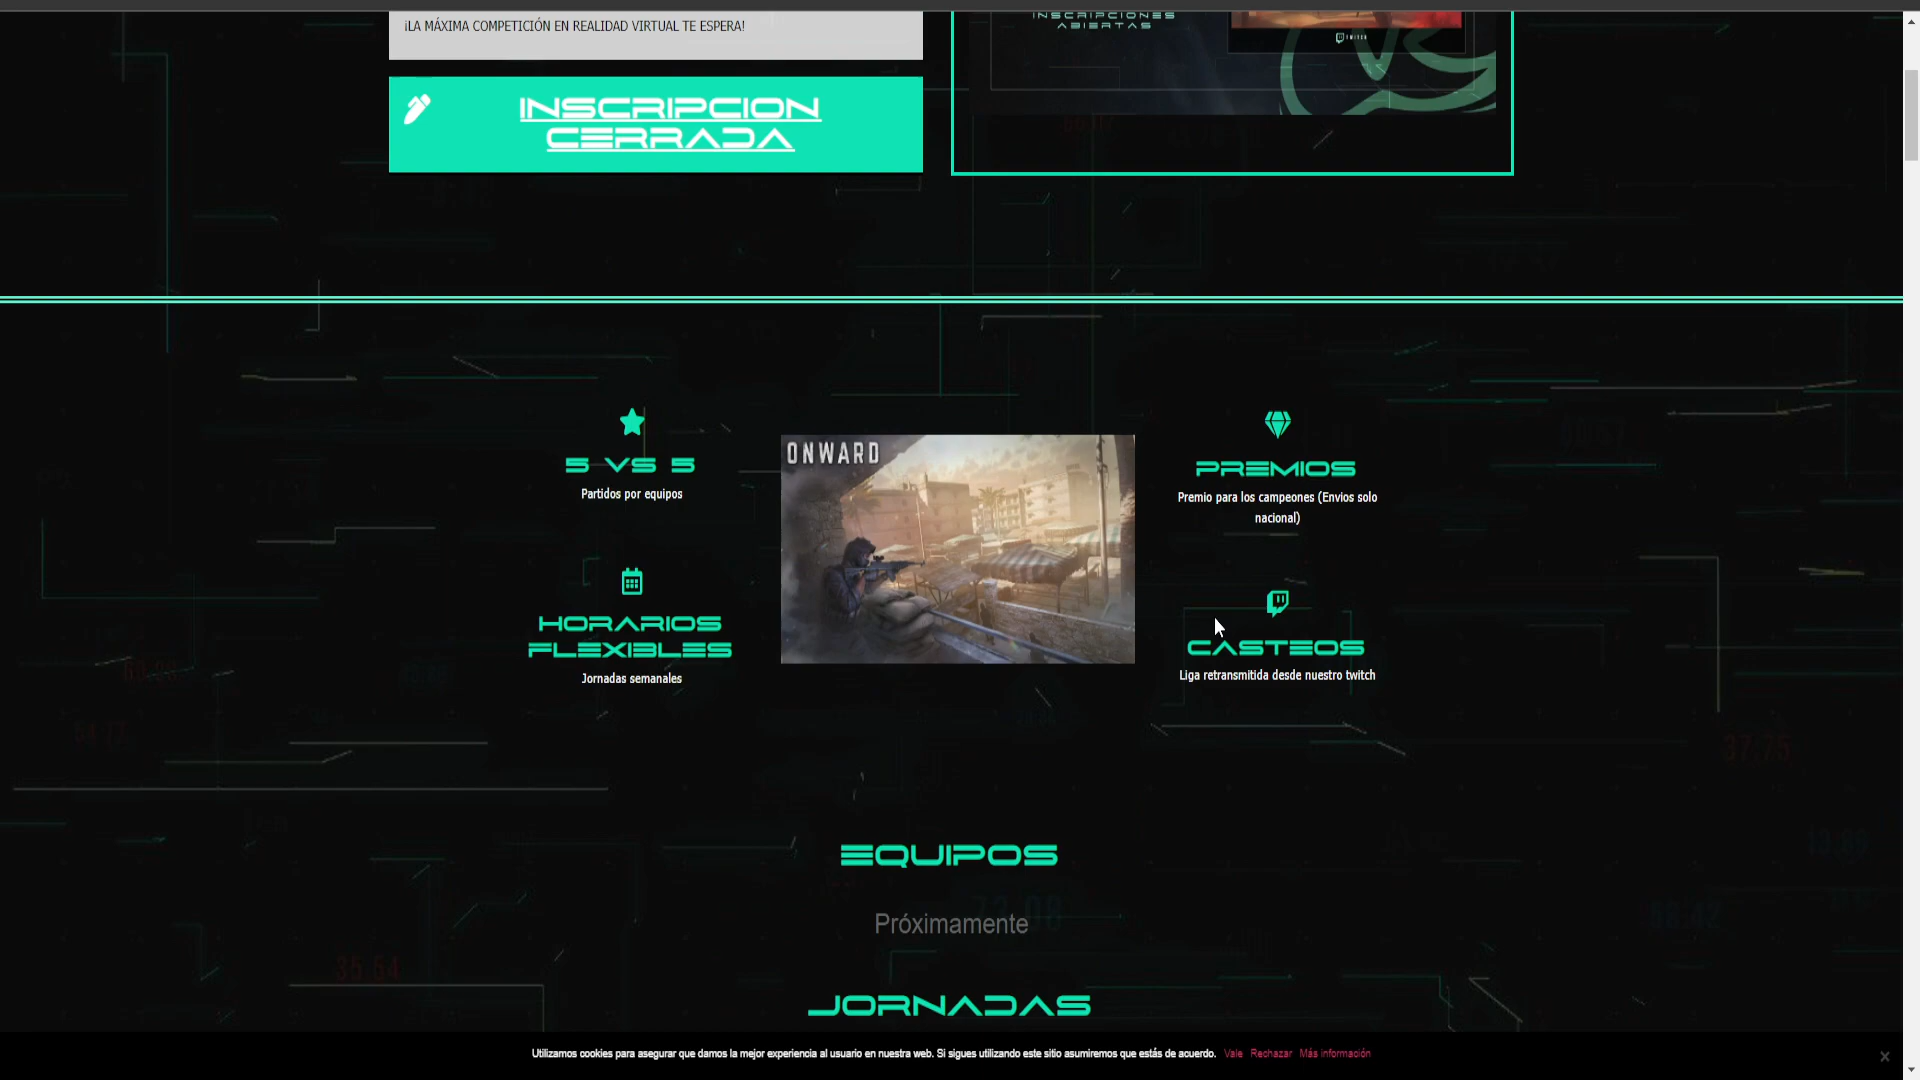 ¡LA MÁXIMA COMPETICIÓN EN REALIDAD VIRTUAL TE ESPERA!
INSCRIPCIONES
ABIERTAS
INSCRIPCION
CERRADA
5 VS 5
Partidos por equipos
HORARIOS
FLEXIBLES
Jornadas semanales
ONWARD
PREMIOS
Premio para los campeones (Envios solo
nacional)
CASTEOS
Liga retransmitida desde nuestro twitch
EQUIPOS
Próximamente
JORNADAS
Utilizamos cookies para asegurar que damos la mejor experiencia al usuario en nuestra web. Si sigues utilizando este sitio asumiremos que estás de acuerdo. Vale Rechazar Más información